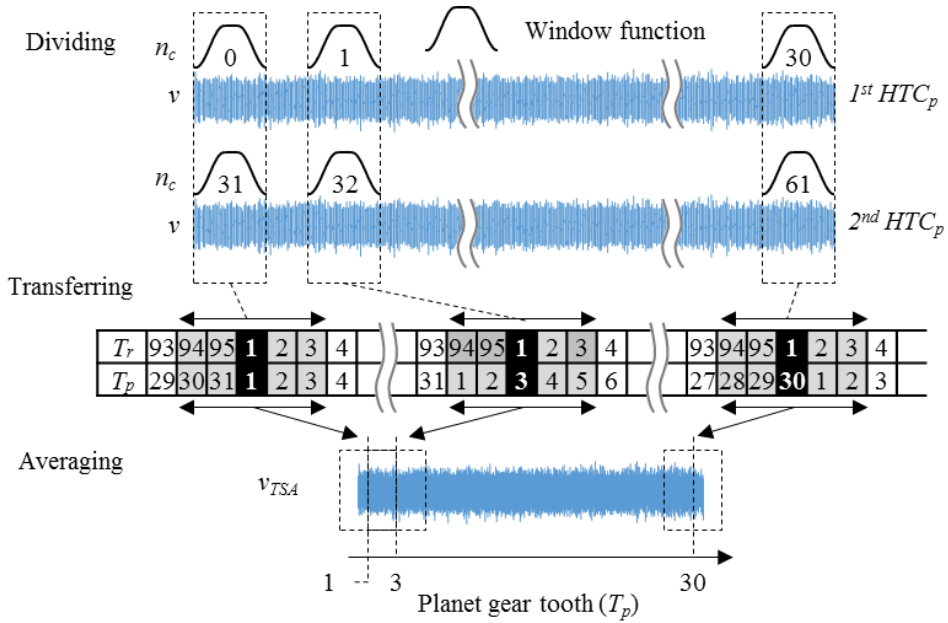 Dividing n_c 0 1 Window function 30
v 1st HTC_p
n_c 31 32 61
v 2nd HTC_p
Transferring
T_r 93 94 95 1 2 3 4 93 94 95 1 2 3 4 93 94 95 1 2 3 4
T_p 29 30 31 1 2 3 4 31 1 2 3 4 5 6 27 28 29 30 1 2 3
Averaging
v_TSA
1 3 30
Planet gear tooth (T_p)